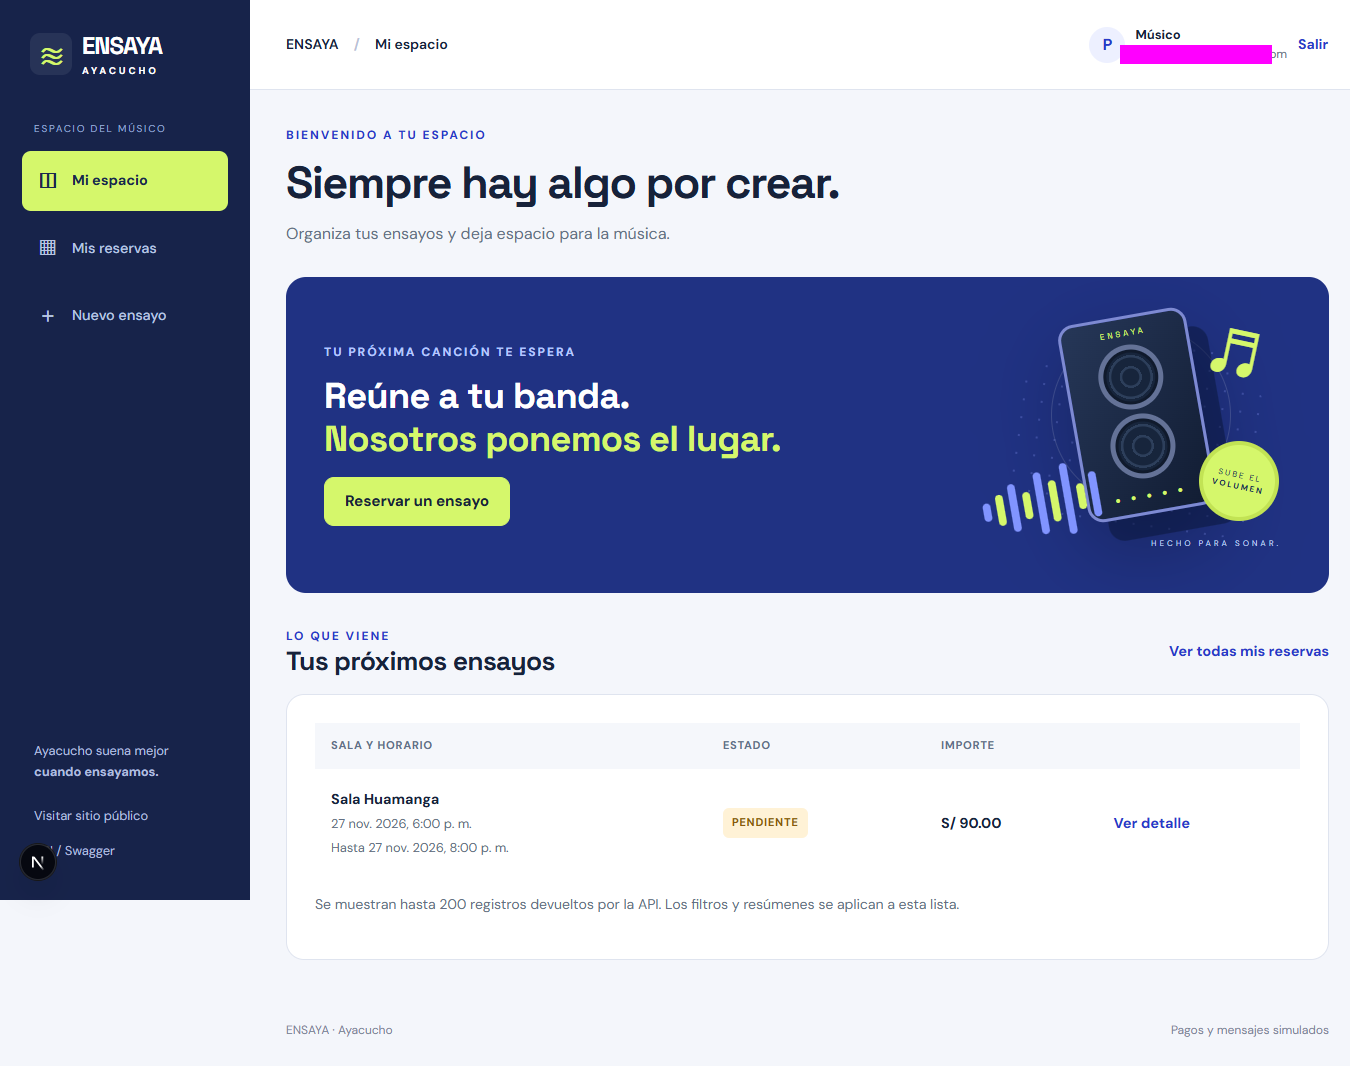 ENSAYA
AYACUCHO
ESPACIO DEL MÚSICO
Mi espacio
Mis reservas
Nuevo ensayo
Ayacucho suena mejor
cuando ensayamos.
Visitar sitio público
/ Swagger
ENSAYA / Mi espacio
P
Músico
Salir
BIENVENIDO A TU ESPACIO
Siempre hay algo por crear.
Organiza tus ensayos y deja espacio para la música.
TU PRÓXIMA CANCIÓN TE ESPERA
Reúne a tu banda.
Nosotros ponemos el lugar.
Reservar un ensayo
ENSAYA
SUBE EL
VOLUMEN
HECHO PARA SONAR.
LO QUE VIENE
Tus próximos ensayos
Ver todas mis reservas
SALA Y HORARIO ESTADO IMPORTE
Sala Huamanga
27 nov. 2026, 6:00 p. m.
Hasta 27 nov. 2026, 8:00 p. m.
PENDIENTE
S/ 90.00
Ver detalle
Se muestran hasta 200 registros devueltos por la API. Los filtros y resúmenes se aplican a esta lista.
ENSAYA · Ayacucho
Pagos y mensajes simulados